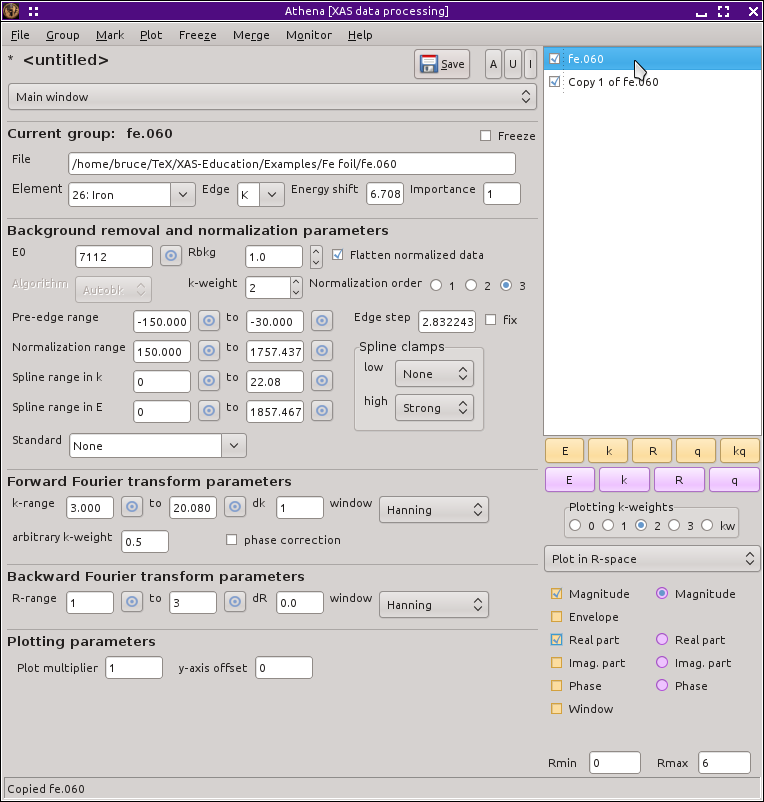 Athena [XAS data processing]
File Group Mark Plot Freeze Merge Monitor Help
* <untitled>
Save
A U I
Main window
Current group: fe.060
Freeze
File /home/bruce/TeX/XAS-Education/Examples/Fe foil/fe.060
Element 26: Iron Edge K Energy shift 6.708 Importance 1
Background removal and normalization parameters
E0 7112 Rbkg 1.0 Flatten normalized data
Algorithm Autobk k-weight 2 Normalization order 1 2 3
Pre-edge range -150.000 to -30.000 Edge step 2.832243 fix
Normalization range 150.000 to 1757.437
Spline range in k 0 to 22.08
Spline range in E 0 to 1857.467
Spline clamps
low None
high Strong
Standard None
Forward Fourier transform parameters
k-range 3.000 to 20.080 dk 1 window Hanning
arbitrary k-weight 0.5 phase correction
Backward Fourier transform parameters
R-range 1 to 3 dR 0.0 window Hanning
Plotting parameters
Plot multiplier 1 y-axis offset 0
fe.060
Copy 1 of fe.060
E k R q kq
E k R q
Plotting k-weights
0 1 2 3 kw
Plot in R-space
Magnitude Magnitude
Envelope
Real part Real part
Imag. part Imag. part
Phase Phase
Window
Rmin 0 Rmax 6
Copied fe.060